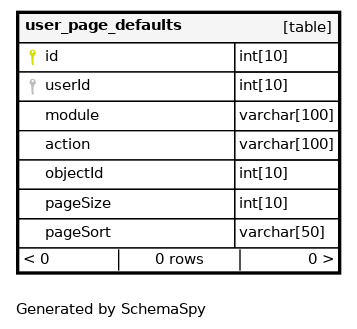 user_page_defaults [table]
id int[10]
userId int[10]
module varchar[100]
action varchar[100]
objectId int[10]
pageSize int[10]
pageSort varchar[50]
< 0 0 rows 0 >
Generated by SchemaSpy